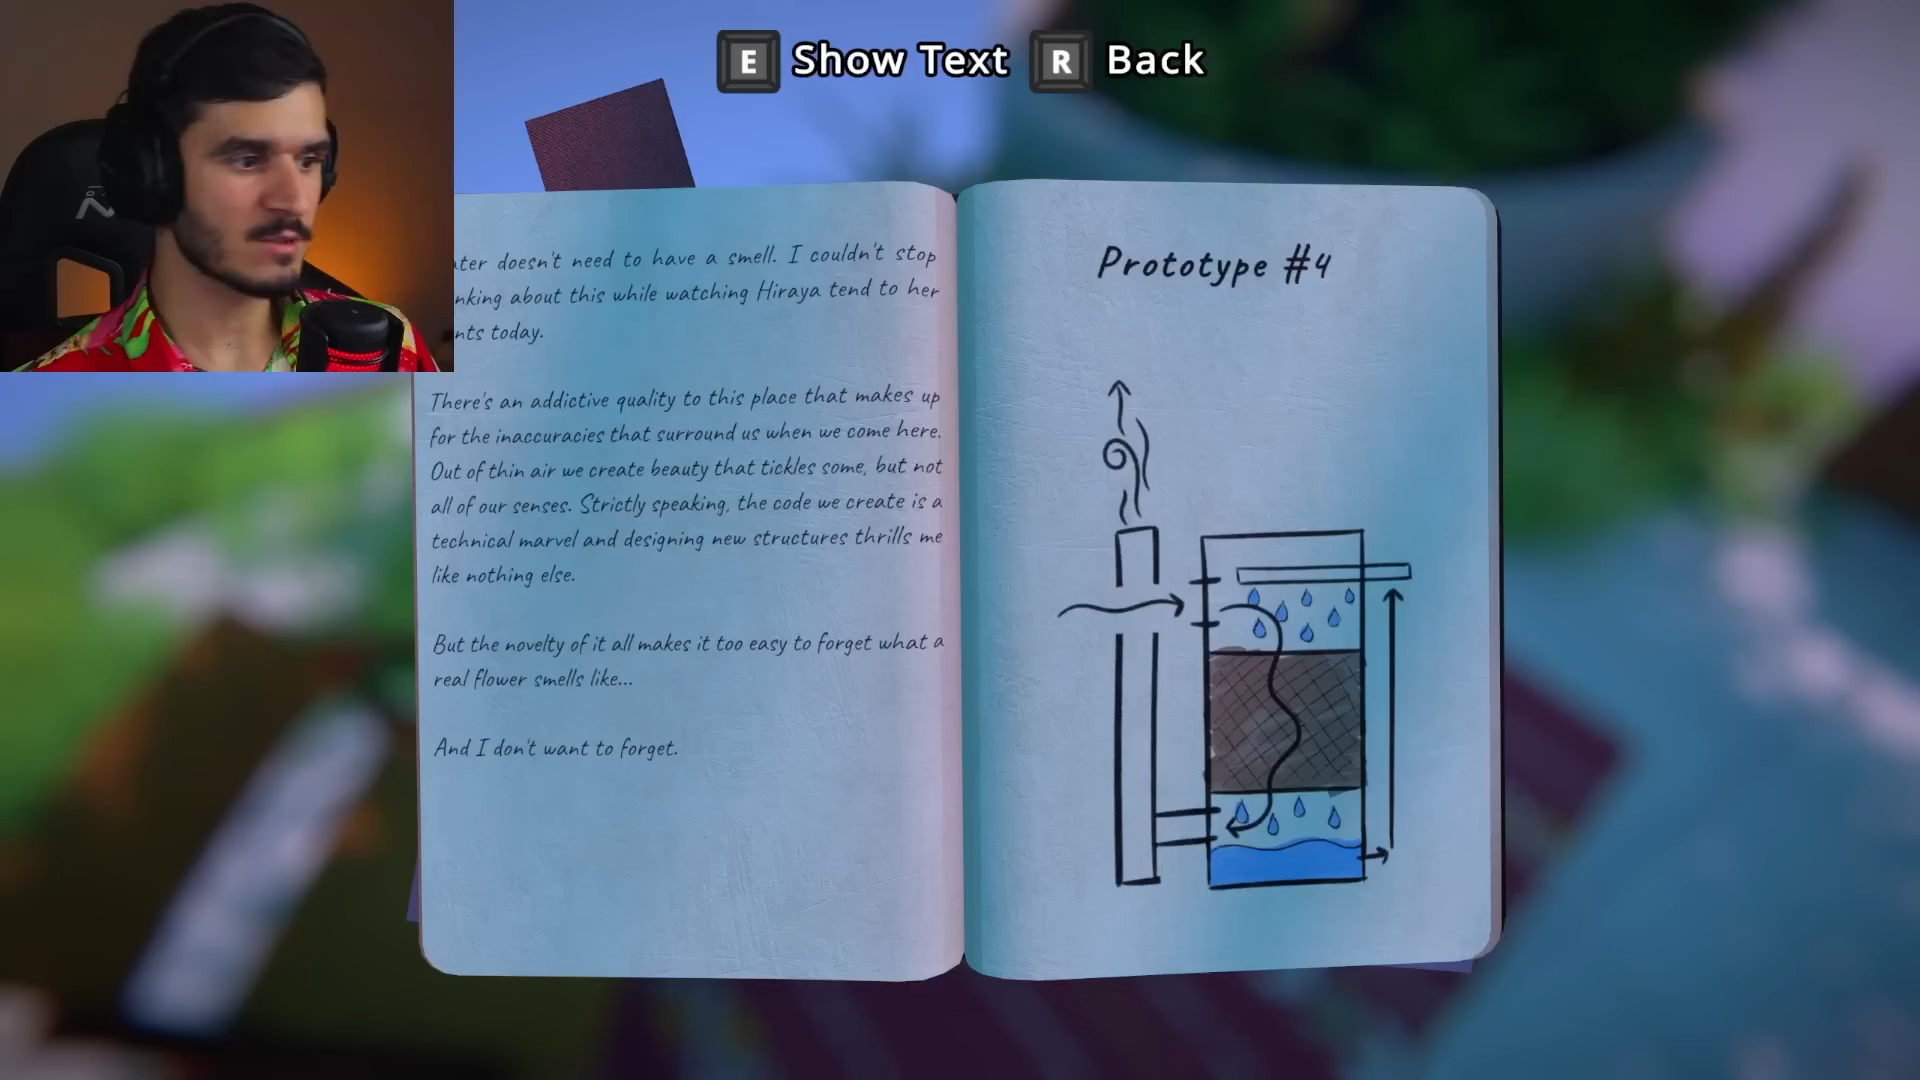 E Show Text R Back
doesn't need to have a smell. I couldn't stop
about this while watching Hiraya tend to her
today.
There's an addictive quality to this place that makes up
for the inaccuracies that surround us when we come here.
Out of thin air we create beauty that tickles some, but not
all of our senses. Strictly speaking, the code we create is a
technical marvel and designing new structures thrills me
like nothing else.
But the novelty of it all makes it too easy to forget what a
real flower smells like...
And I don't want to forget.
Prototype #4